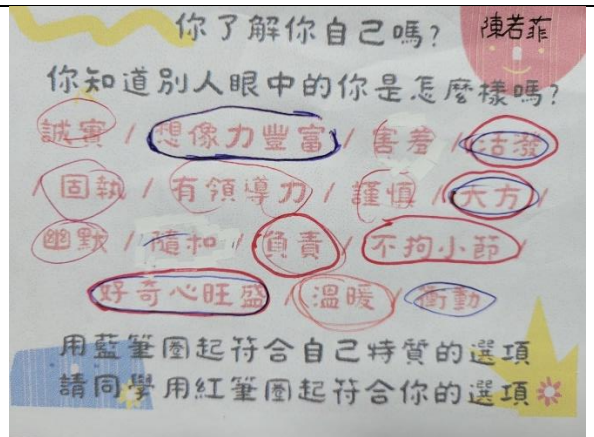 你了解你自己嗎? 陳若菲
你知道別人眼中的你是怎麼樣嗎?
誠實 / 想像力豐富 / 害羞 / 活潑
/ 固執 / 有領導力 / 謹慎 / 大方 /
幽默 / 隨和 / 負責 / 不拘小節 /
好奇心旺盛 / 溫暖 / 衝動
用藍筆圈起符合自己特質的選項
請同學用紅筆圈起符合你的選項